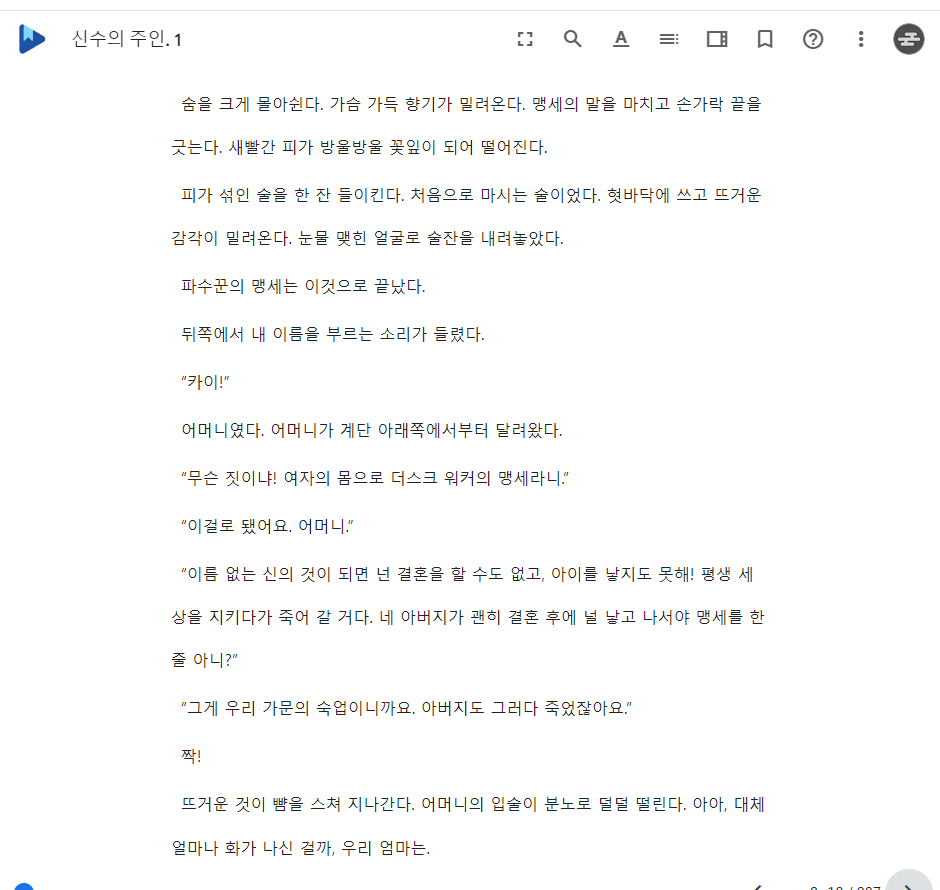 신수의 주인. 1
숨을 크게 몰아쉰다. 가슴 가득 향기가 밀려온다. 맹세의 말을 마치고 손가락 끝을
긋는다. 새빨간 피가 방울방울 꽃잎이 되어 떨어진다.
피가 섞인 술을 한 잔 들이킨다. 처음으로 마시는 술이었다. 혓바닥에 쓰고 뜨거운
감각이 밀려온다. 눈물 맺힌 얼굴로 술잔을 내려놓았다.
파수꾼의 맹세는 이것으로 끝났다.
뒤쪽에서 내 이름을 부르는 소리가 들렸다.
“카이!”
어머니였다. 어머니가 계단 아래쪽에서부터 달려왔다.
“무슨 짓이냐! 여자의 몸으로 더스크 워커의 맹세라니.”
“이걸로 됐어요. 어머니.”
“이름 없는 신의 것이 되면 넌 결혼을 할 수도 없고, 아이를 낳지도 못해! 평생 세
상을 지키다가 죽어 갈 거다. 네 아버지가 괜히 결혼 후에 널 낳고 나서야 맹세를 한
줄 아니?”
“그게 우리 가문의 숙업이니까요. 아버지도 그러다 죽었잖아요.”
짝!
뜨거운 것이 뺨을 스쳐 지나간다. 어머니의 입술이 분노로 덜덜 떨린다. 아아, 대체
얼마나 화가 나신 걸까, 우리 엄마는.